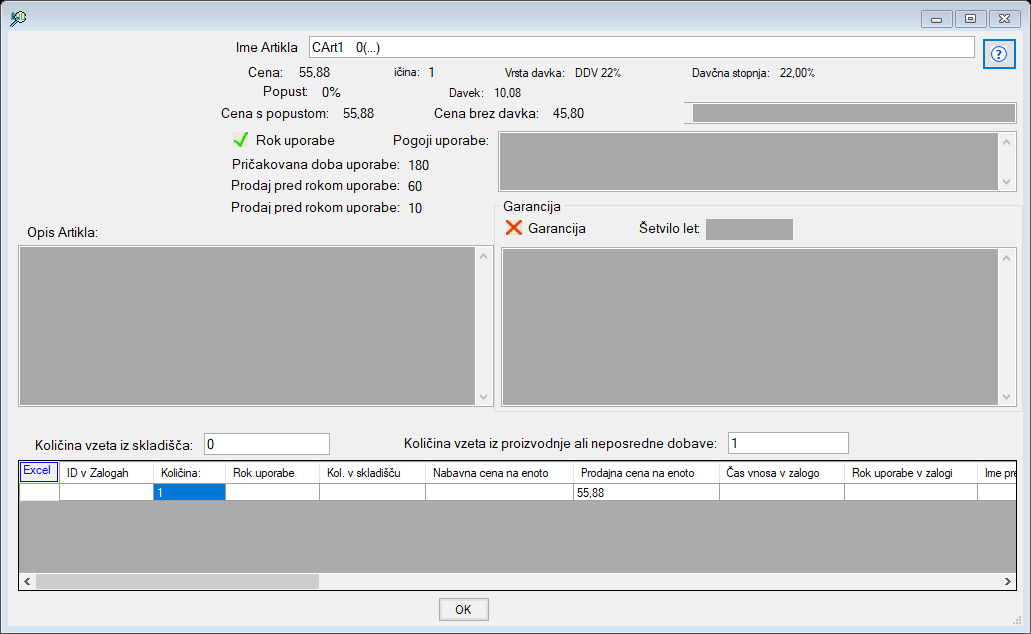 Ime Artikla CArt1 0(...)
Cena: 55,88 ičina: 1 Vrsta davka: DDV 22% Davčna stopnja: 22,00%
Popust: 0% Davek: 10,08
Cena s popustom: 55,88 Cena brez davka: 45,80
Rok uporabe Pogoji uporabe:
Pričakovana doba uporabe: 180
Prodaj pred rokom uporabe: 60
Prodaj pred rokom uporabe: 10
Garancija
Garancija Šetvilo let:
Opis Artikla:
Količina vzeta iz skladišča: 0 Količina vzeta iz proizvodnje ali neposredne dobave: 1
Excel ID v Zalogah Količina: Rok uporabe Kol. v skladišču Nabavna cena na enoto Prodajna cena na enoto Čas vnosa v zalogo Rok uporabe v zalogi Ime pre
1 55,88
OK